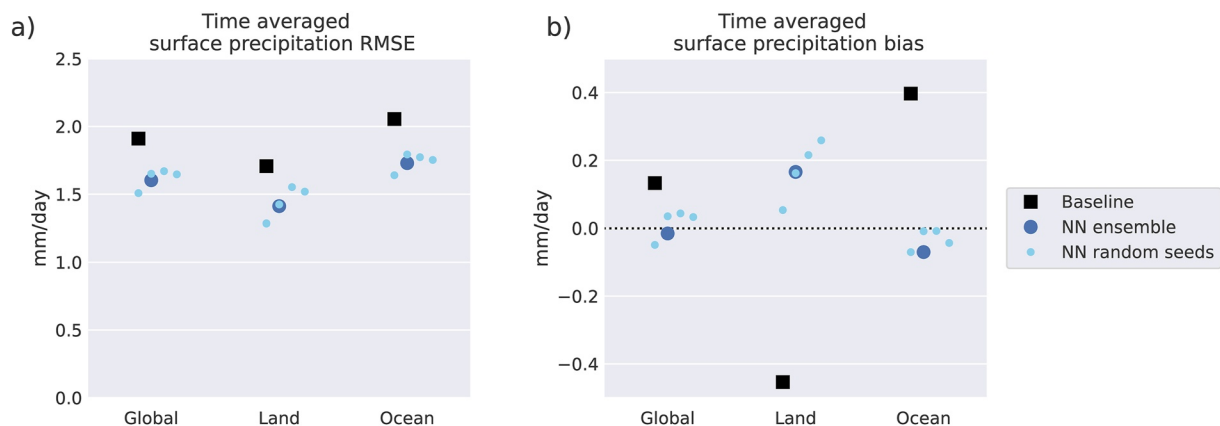 a)
Time averaged
surface precipitation RMSE
mm/day
2.5
2.0
1.5
1.0
0.5
0.0
Global Land Ocean
b)
Time averaged
surface precipitation bias
mm/day
0.4
0.2
0.0
−0.2
−0.4
Global Land Ocean
Baseline
NN ensemble
NN random seeds